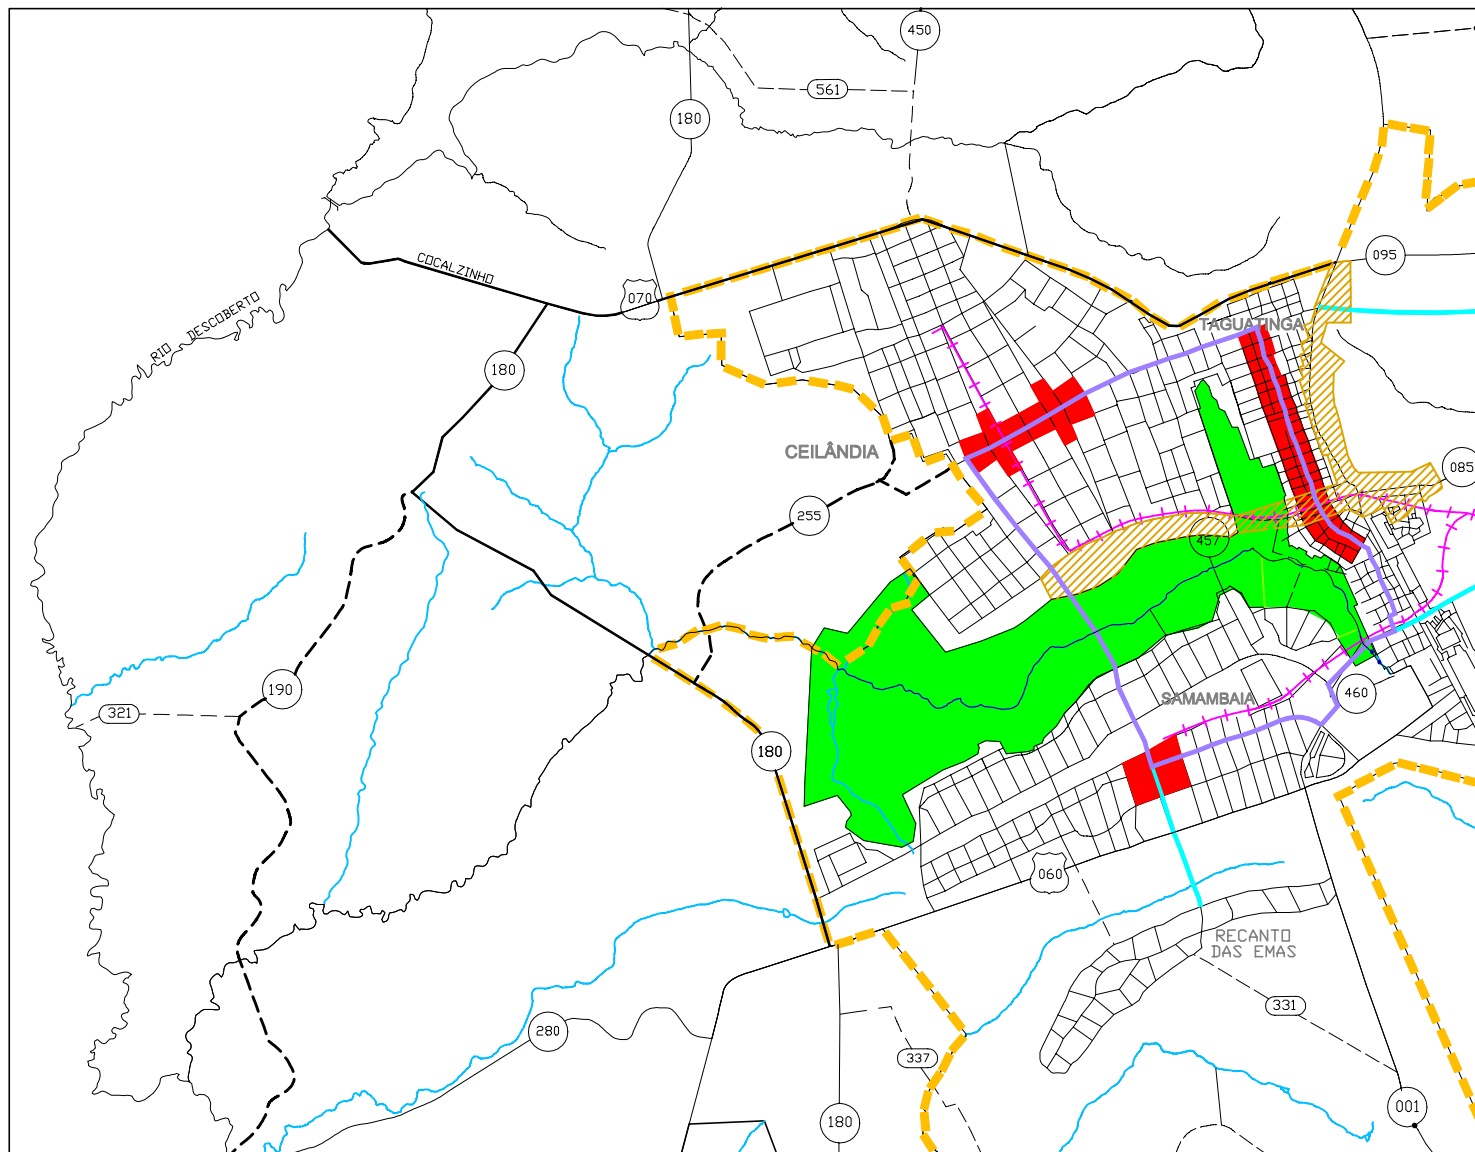 450
561
180
095
COCALZINHO
070
RIO DESCOBERTO
TAGUATINGA
180
CEILÂNDIA
085
255
457
190
321
SAMAMBAIA
460
180
060
RECANTO
DAS EMAS
331
280
337
001
180